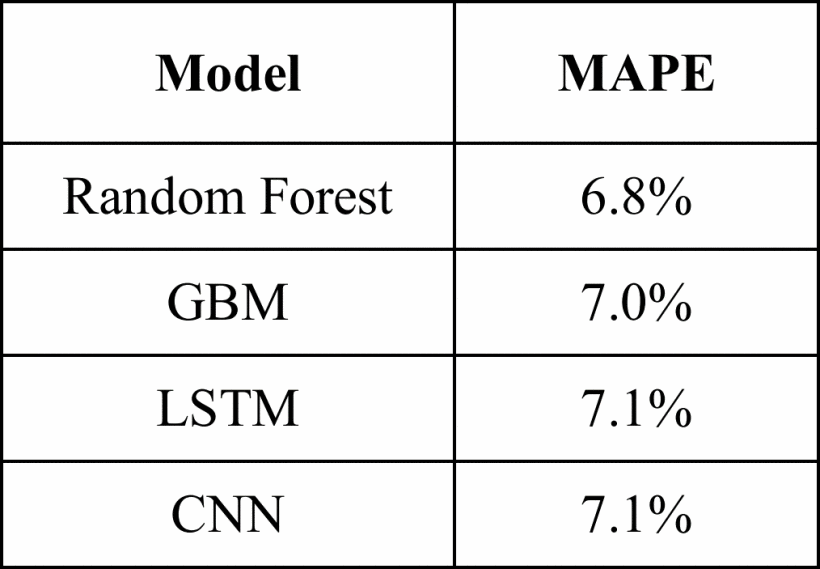 Model MAPE
Random Forest 6.8%
GBM 7.0%
LSTM 7.1%
CNN 7.1%